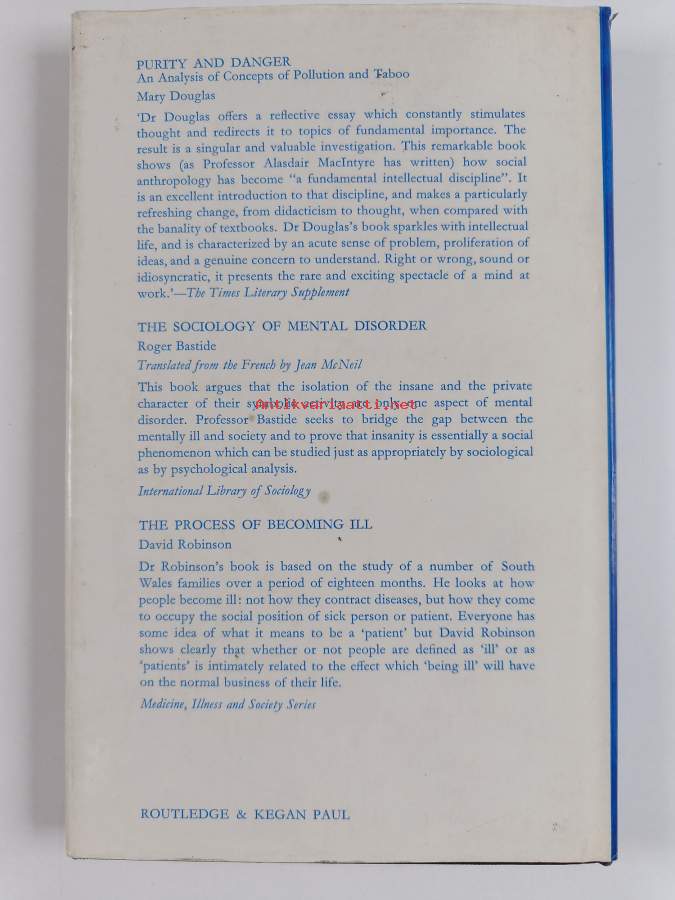 PURITY AND DANGER
An Analysis of Concepts of Pollution and Taboo
Mary Douglas
‘Dr Douglas offers a reflective essay which constantly stimulates
thought and redirects it to topics of fundamental importance. The
result is a singular and valuable investigation. This remarkable book
shows (as Professor Alasdair MacIntyre has written) how social
anthropology has become “a fundamental intellectual discipline”. It
is an excellent introduction to that discipline, and makes a particularly
refreshing change, from didacticism to thought, when compared with
the banality of textbooks. Dr Douglas’s book sparkles with intellectual
life, and is characterized by an acute sense of problem, proliferation of
ideas, and a genuine concern to understand. Right or wrong, sound or
idiosyncratic, it presents the rare and exciting spectacle of a mind at
work.’—The Times Literary Supplement
THE SOCIOLOGY OF MENTAL DISORDER
Roger Bastide
Translated from the French by Jean McNeil
This book argues that the isolation of the insane and the private
character of their symbolic activity are only one aspect of mental
Antikvariaatti.net
disorder. Professor Bastide seeks to bridge the gap between the
mentally ill and society and to prove that insanity is essentially a social
phenomenon which can be studied just as appropriately by sociological
as by psychological analysis.
International Library of Sociology
THE PROCESS OF BECOMING ILL
David Robinson
Dr Robinson’s book is based on the study of a number of South
Wales families over a period of eighteen months. He looks at how
people become ill: not how they contract diseases, but how they come
to occupy the social position of sick person or patient. Everyone has
some idea of what it means to be a ‘patient’ but David Robinson
shows clearly that whether or not people are defined as ‘ill’ or as
‘patients’ is intimately related to the effect which ‘being ill’ will have
on the normal business of their life.
Medicine, Illness and Society Series
ROUTLEDGE & KEGAN PAUL